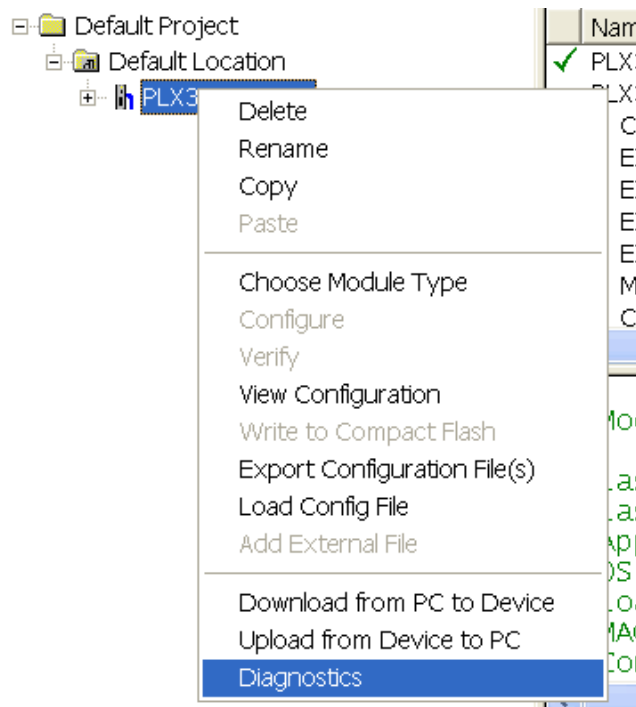 Default Project
Default Location
PLX3
Delete
Rename
Copy
Paste
Choose Module Type
Configure
Verify
View Configuration
Write to Compact Flash
Export Configuration File(s)
Load Config File
Add External File
Download from PC to Device
Upload from Device to PC
Diagnostics